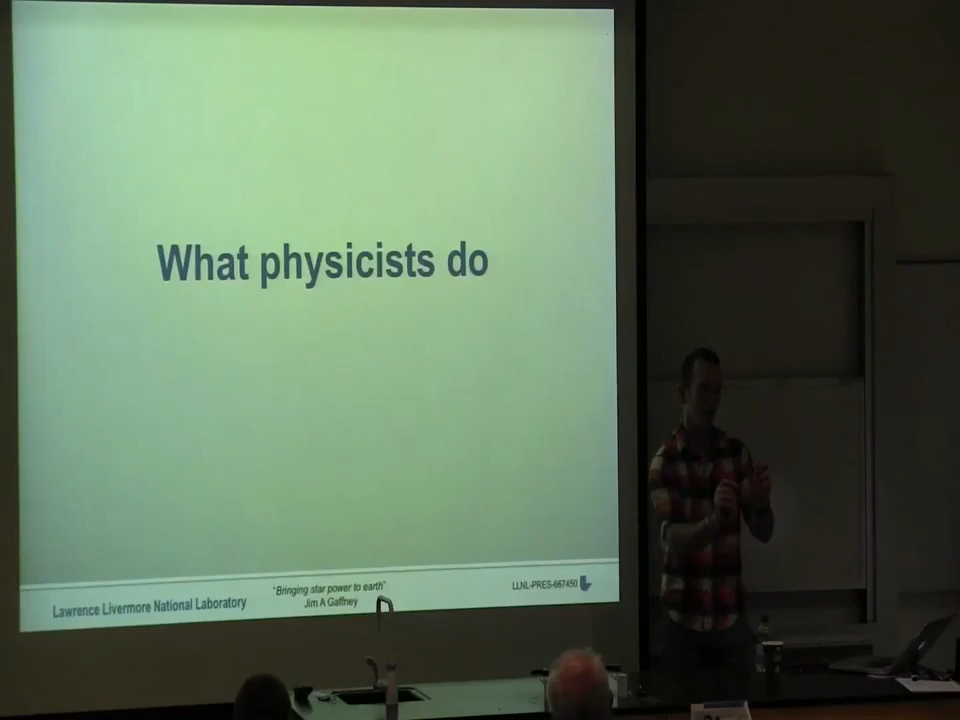 What physicists do
"Bringing star power to earth"
Lawrence Livermore National Laboratory
Jim A Gaffney
LLNL-PRES-667450